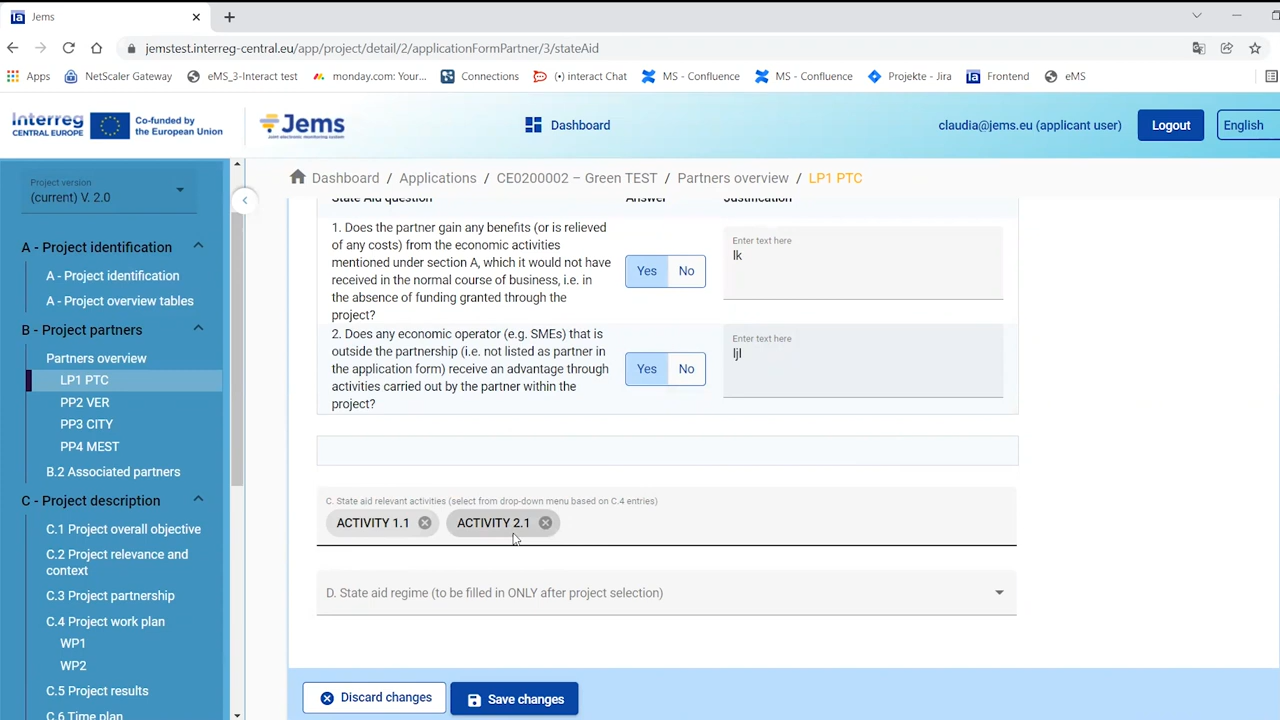 Jems
jemstest.interreg-central.eu/app/project/detail/2/applicationFormPartner/3/stateAid
Apps
NetScaler Gateway
eMS_3-Interact test
monday.com: Your...
Connections
(•) interact Chat
MS - Confluence
MS - Confluence
Projekte - Jira
Frontend
eMS
Interreg
CENTRAL EUROPE
Co-funded by
the European Union
Jems
joint electronic monitoring system
Dashboard
claudia@jems.eu (applicant user)
Logout
English
Project version
(current) V. 2.0
A - Project identification
A - Project identification
A - Project overview tables
B - Project partners
Partners overview
LP1 PTC
PP2 VER
PP3 CITY
PP4 MEST
B.2 Associated partners
C - Project description
C.1 Project overall objective
C.2 Project relevance and
context
C.3 Project partnership
C.4 Project work plan
WP1
WP2
C.5 Project results
C.6 Time plan
Dashboard / Applications / CE0200002 – Green TEST / Partners overview / LP1 PTC
State Aid question
Answer
Justification
1. Does the partner gain any benefits (or is relieved
of any costs) from the economic activities
mentioned under section A, which it would not have
received in the normal course of business, i.e. in
the absence of funding granted through the
project?
Yes
No
Enter text here
lk
2. Does any economic operator (e.g. SMEs) that is
outside the partnership (i.e. not listed as partner in
the application form) receive an advantage through
activities carried out by the partner within the
project?
Yes
No
Enter text here
ljl
C. State aid relevant activities (select from drop-down menu based on C.4 entries)
ACTIVITY 1.1
ACTIVITY 2.1
D. State aid regime (to be filled in ONLY after project selection)
Discard changes
Save changes